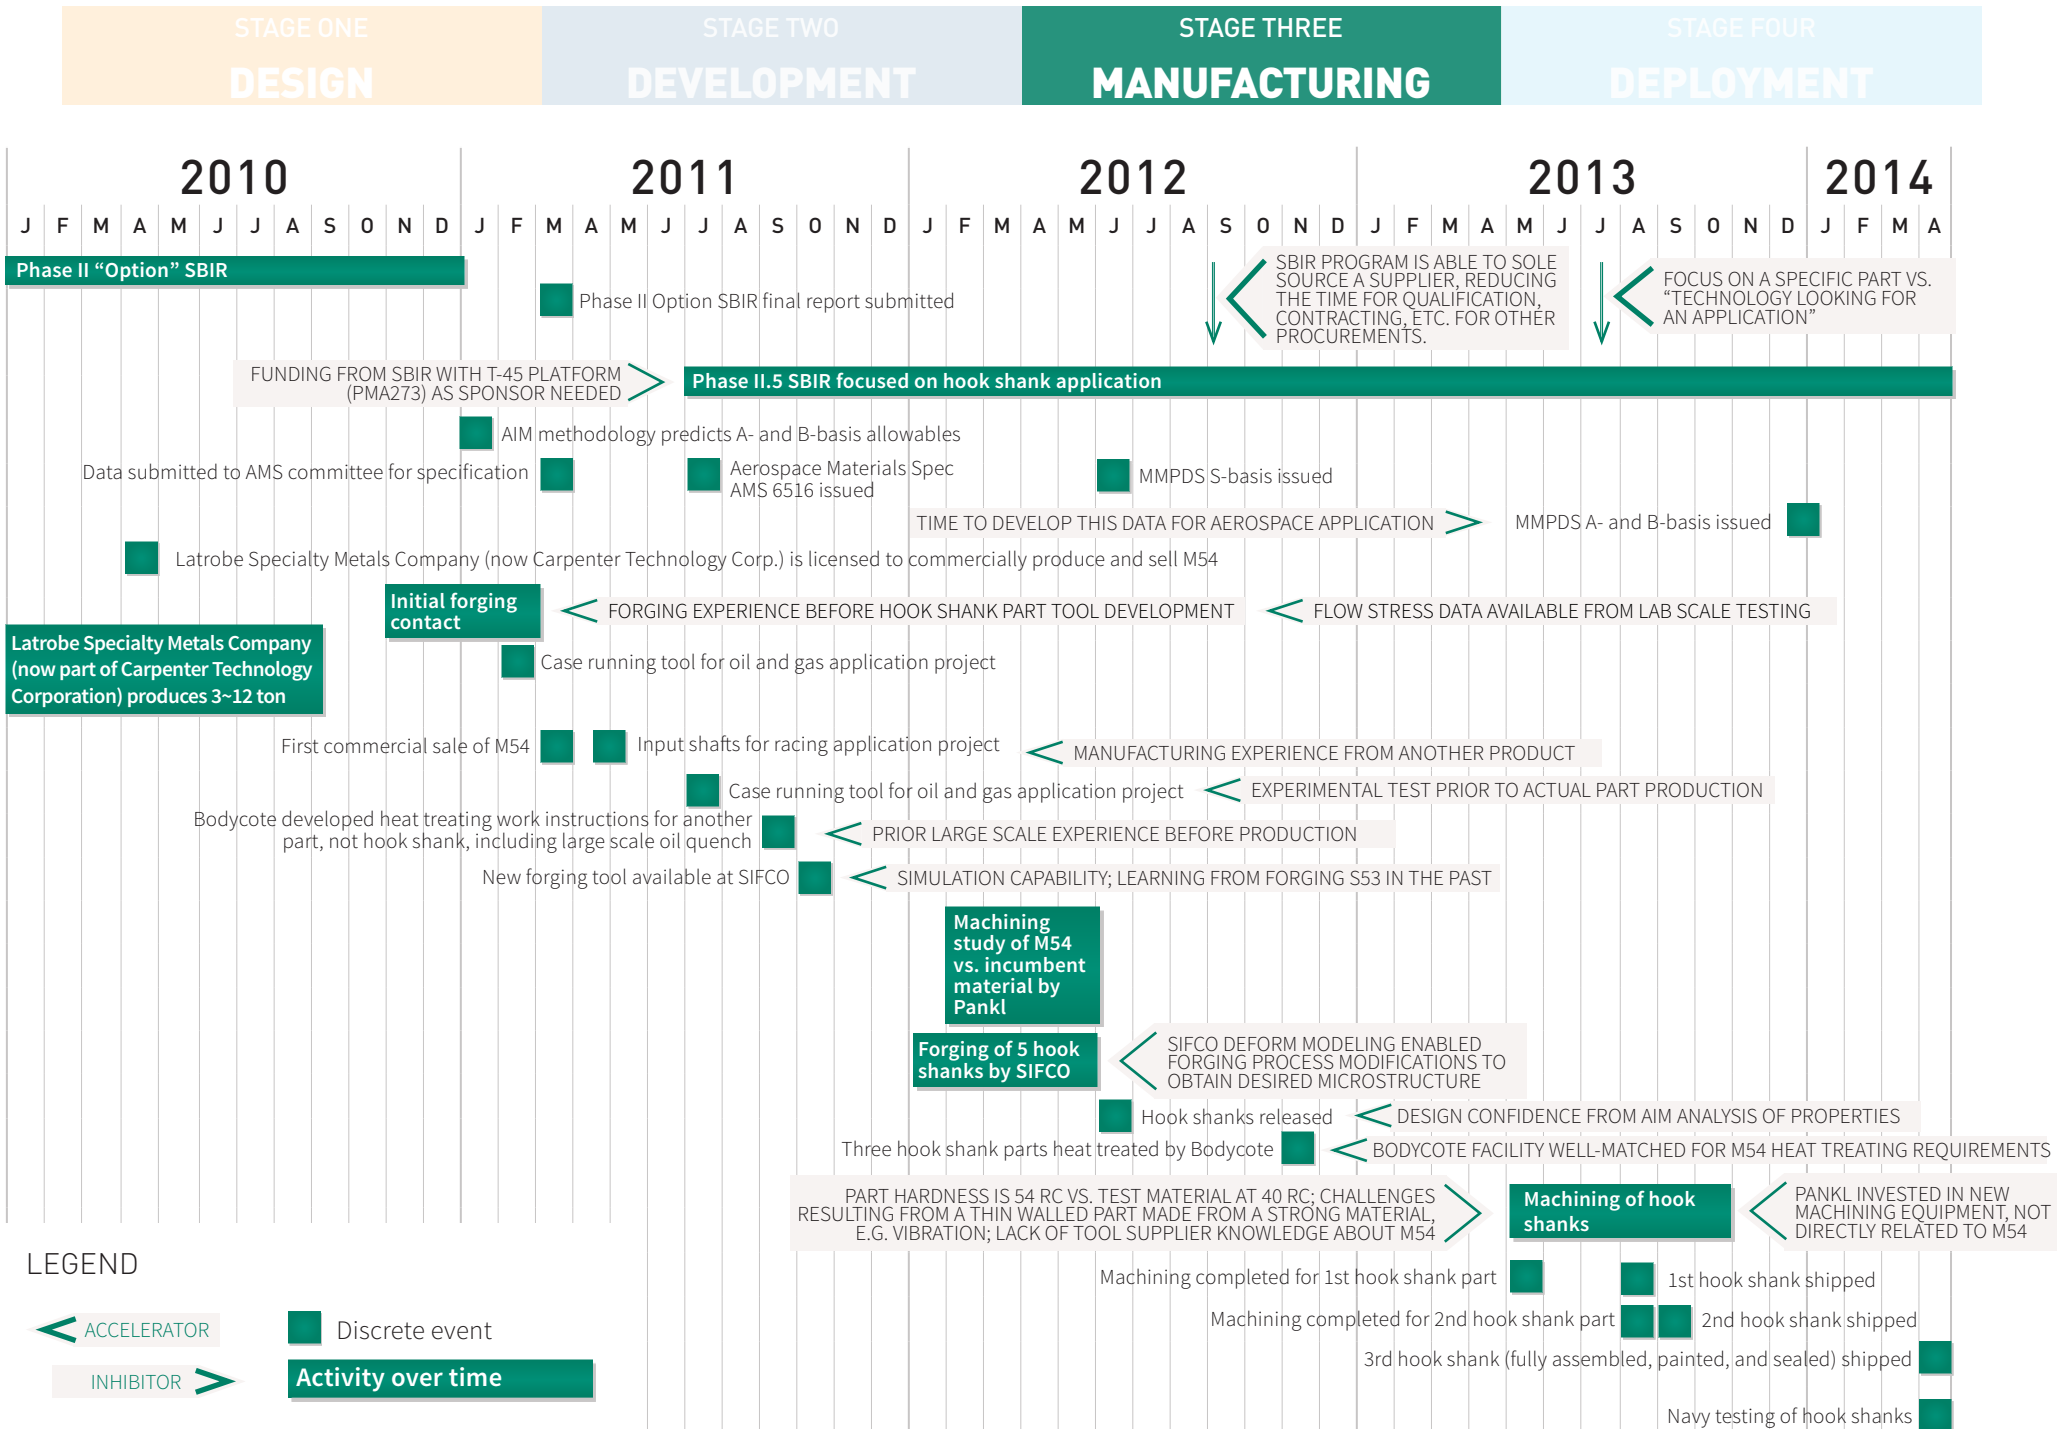 STAGE ONE
DESIGN
STAGE TWO
DEVELOPMENT
STAGE THREE
MANUFACTURING
STAGE FOUR
DEPLOYMENT
2010
2011
2012
2013
2014
J F M A M J J A S O N D J F M A M J J A S O N D J F M A M J J A S O N D J F M A M J J A S O N D J F M A
Phase II “Option” SBIR
Phase II Option SBIR final report submitted
SBIR PROGRAM IS ABLE TO SOLE
SOURCE A SUPPLIER, REDUCING
THE TIME FOR QUALIFICATION,
CONTRACTING, ETC. FOR OTHER
PROCUREMENTS.
FOCUS ON A SPECIFIC PART VS.
“TECHNOLOGY LOOKING FOR
AN APPLICATION”
FUNDING FROM SBIR WITH T-45 PLATFORM
(PMA273) AS SPONSOR NEEDED
Phase II.5 SBIR focused on hook shank application
AIM methodology predicts A- and B-basis allowables
Data submitted to AMS committee for specification
Aerospace Materials Spec
AMS 6516 issued
MMPDS S-basis issued
TIME TO DEVELOP THIS DATA FOR AEROSPACE APPLICATION
MMPDS A- and B-basis issued
Latrobe Specialty Metals Company (now Carpenter Technology Corp.) is licensed to commercially produce and sell M54
Initial forging
contact
FORGING EXPERIENCE BEFORE HOOK SHANK PART TOOL DEVELOPMENT
FLOW STRESS DATA AVAILABLE FROM LAB SCALE TESTING
Latrobe Specialty Metals Company
(now part of Carpenter Technology
Corporation) produces 3~12 ton
Case running tool for oil and gas application project
First commercial sale of M54
Input shafts for racing application project
MANUFACTURING EXPERIENCE FROM ANOTHER PRODUCT
Case running tool for oil and gas application project
EXPERIMENTAL TEST PRIOR TO ACTUAL PART PRODUCTION
Bodycote developed heat treating work instructions for another
part, not hook shank, including large scale oil quench
PRIOR LARGE SCALE EXPERIENCE BEFORE PRODUCTION
New forging tool available at SIFCO
SIMULATION CAPABILITY; LEARNING FROM FORGING S53 IN THE PAST
Machining
study of M54
vs. incumbent
material by
Pankl
Forging of 5 hook
shanks by SIFCO
SIFCO DEFORM MODELING ENABLED
FORGING PROCESS MODIFICATIONS TO
OBTAIN DESIRED MICROSTRUCTURE
Hook shanks released
DESIGN CONFIDENCE FROM AIM ANALYSIS OF PROPERTIES
Three hook shank parts heat treated by Bodycote
BODYCOTE FACILITY WELL-MATCHED FOR M54 HEAT TREATING REQUIREMENTS
PART HARDNESS IS 54 RC VS. TEST MATERIAL AT 40 RC; CHALLENGES
RESULTING FROM A THIN WALLED PART MADE FROM A STRONG MATERIAL,
E.G. VIBRATION; LACK OF TOOL SUPPLIER KNOWLEDGE ABOUT M54
Machining of hook
shanks
PANKL INVESTED IN NEW
MACHINING EQUIPMENT, NOT
DIRECTLY RELATED TO M54
Machining completed for 1st hook shank part
1st hook shank shipped
Machining completed for 2nd hook shank part
2nd hook shank shipped
3rd hook shank (fully assembled, painted, and sealed) shipped
Navy testing of hook shanks
LEGEND
ACCELERATOR
Discrete event
INHIBITOR
Activity over time